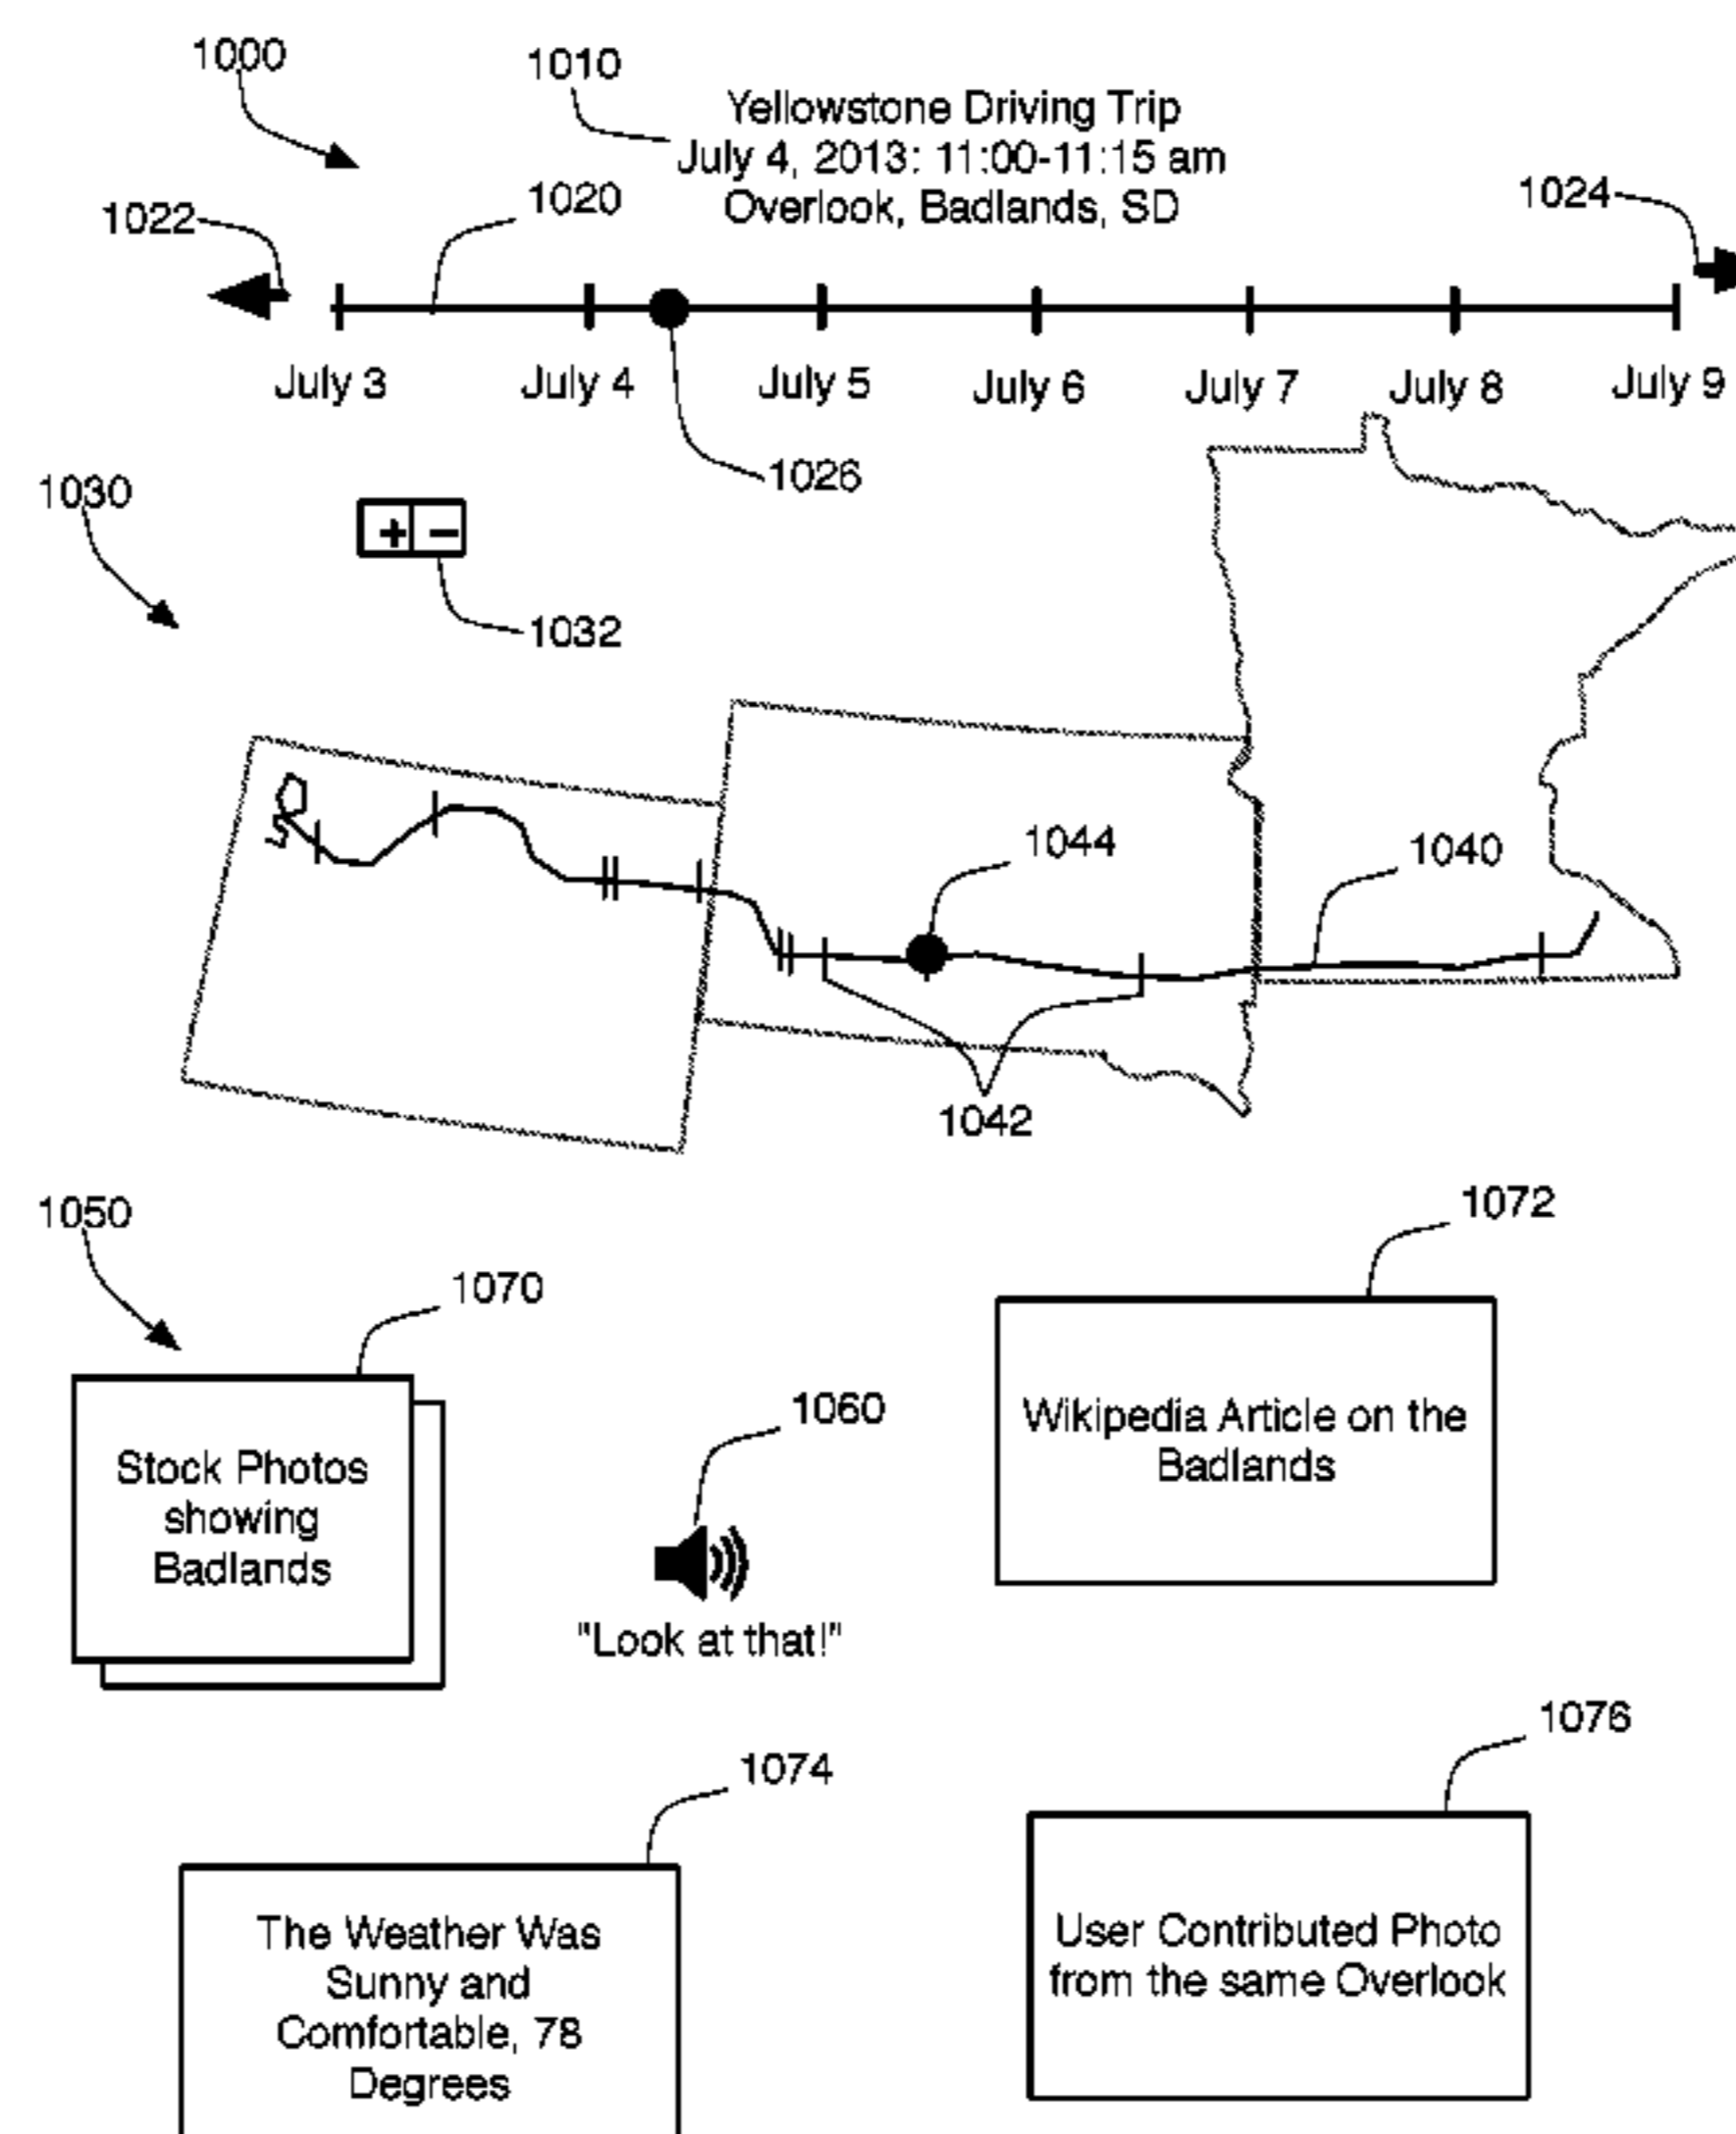 1000
1010
Yellowstone Driving Trip
July 4, 2013: 11:00-11:15 am
Overlook, Badlands, SD
1020
1022
1024
July 3
July 4
July 5
July 6
July 7
July 8
July 9
1026
1030
+ −
1032
1044
1040
1042
1050
1070
1072
Stock Photos
showing
Badlands
1060
"Look at that!"
Wikipedia Article on the
Badlands
1074
1076
The Weather Was
Sunny and
Comfortable, 78
Degrees
User Contributed Photo
from the same Overlook